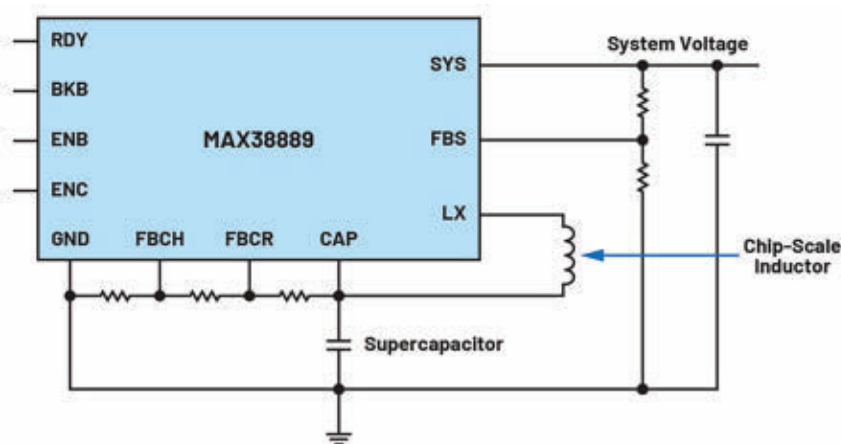 RDY
BKB
ENB
ENC
MAX38889
SYS
FBS
LX
GND
FBCH
FBCR
CAP
System Voltage
Chip-Scale
Inductor
Supercapacitor